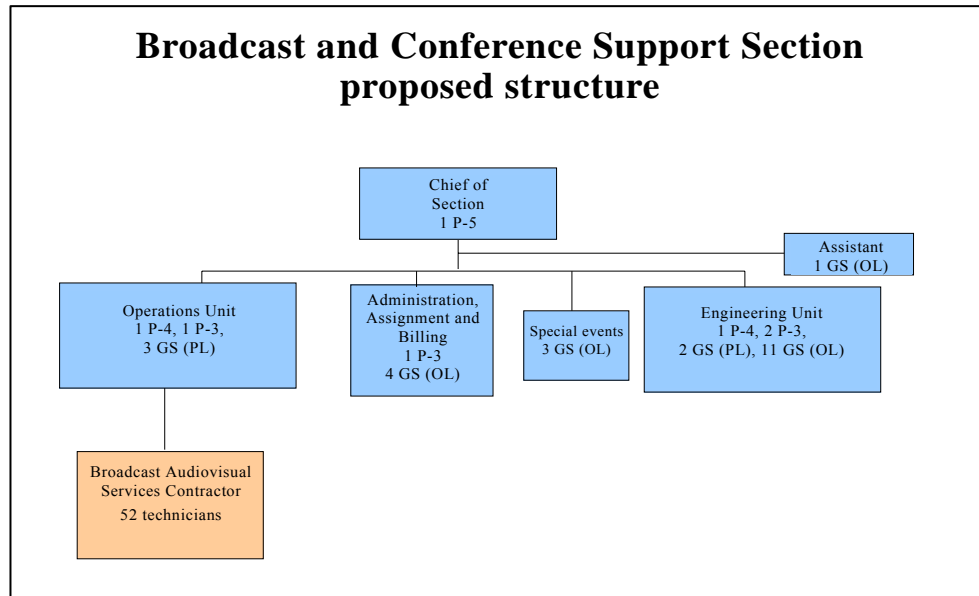 Broadcast and Conference Support Section
proposed structure
Chief of
Section
1 P-5
Assistant
1 GS (OL)
Operations Unit
1 P-4, 1 P-3,
3 GS (PL)
Administration,
Assignment and
Billing
1 P-3
4 GS (OL)
Special events
3 GS (OL)
Engineering Unit
1 P-4, 2 P-3,
2 GS (PL), 11 GS (OL)
Broadcast Audiovisual
Services Contractor
52 technicians